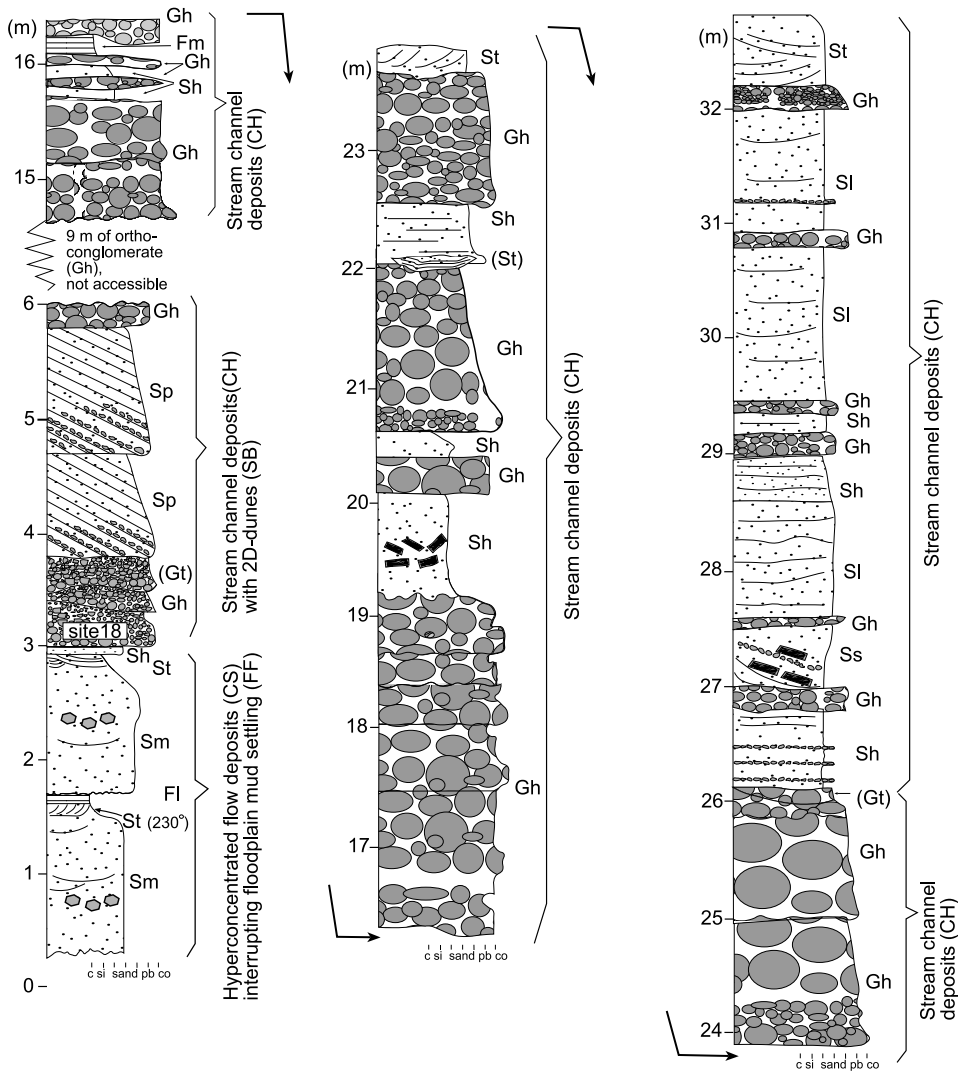 (m)
Gh
Fm
16
Gh
Sh
Gh
15
Stream channel
deposits (CH)
9 m of ortho-
conglomerate
(Gh),
not accessible
6
Gh
Sp
5
Sp
4
(Gt)
Gh
site18
3
Sh
St
Stream channel deposits(CH)
with 2D-dunes (SB)
Sm
2
Fl
St (230°)
1
Sm
0
c si sand pb co
Hyperconcentrated flow deposits (CS)
interrupting floodplain mud settling (FF)
(m)
St
Gh
23
Sh
(St)
22
Gh
21
Sh
Gh
20
Sh
19
18
Gh
17
c si sand pb co
Stream channel deposits (CH)
(m)
St
32
Gh
Sl
31
Gh
Sl
30
Gh
Sh
29
Gh
Sh
28
Sl
Gh
Ss
27
Gh
Sh
26
(Gt)
Gh
25
Gh
24
c si sand pb co
Stream channel deposits (CH)
Stream channel
deposits (CH)